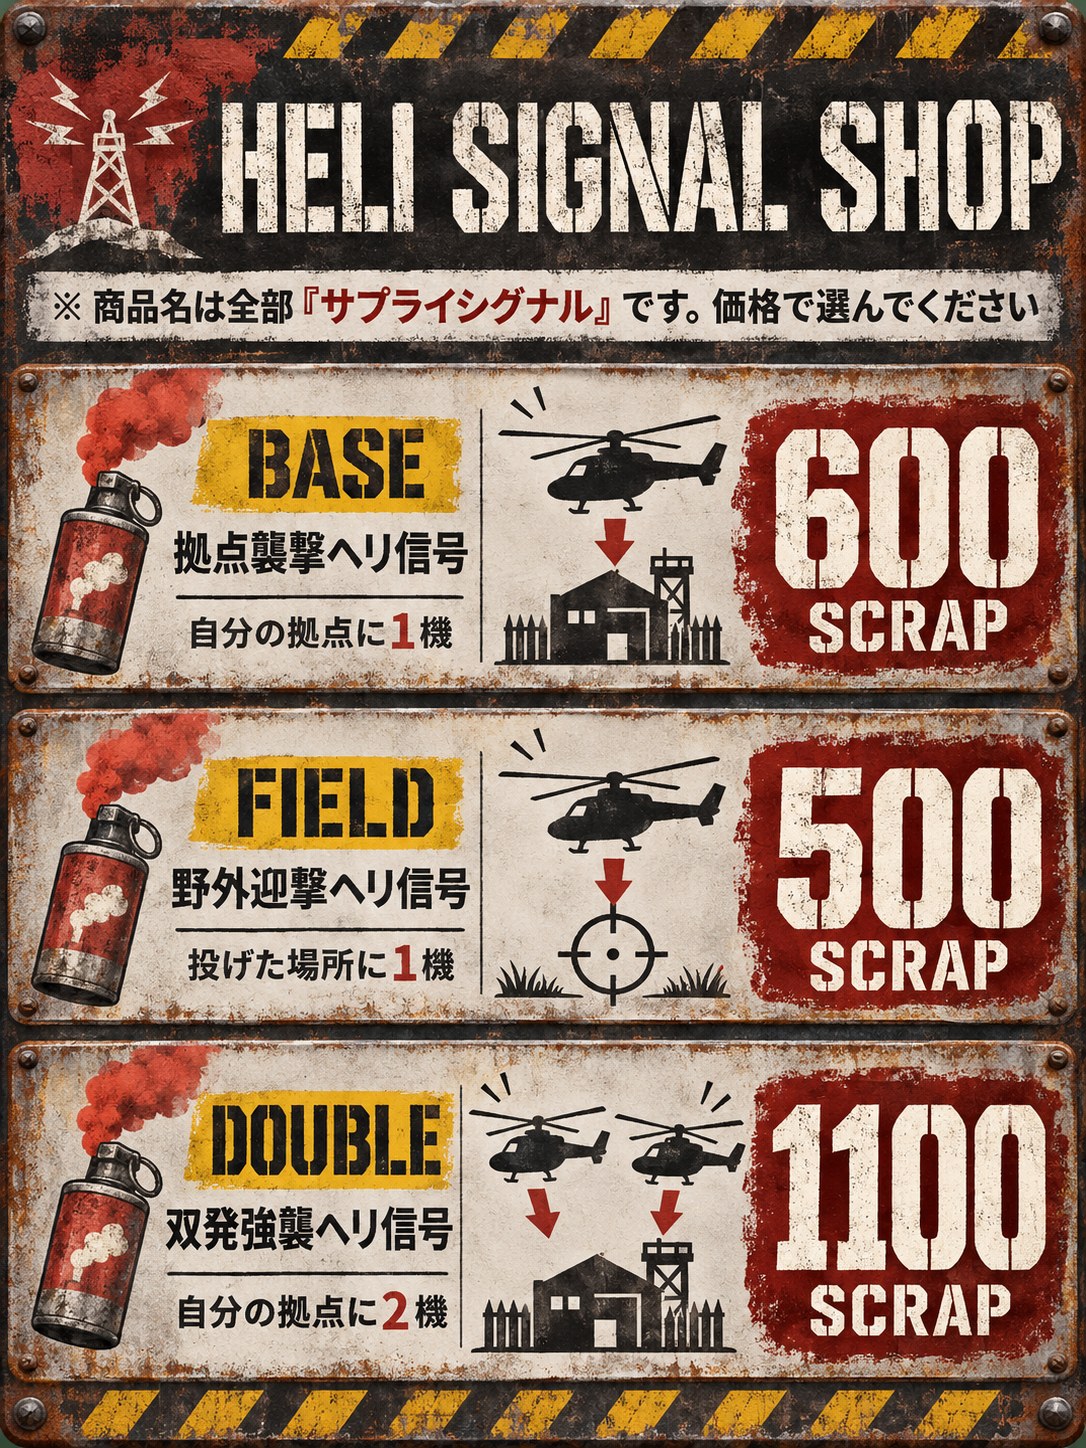 HELI SIGNAL SHOP
※ 商品名は全部『サプライシグナル』です。価格で選んでください
BASE
拠点襲撃ヘリ信号
自分の拠点に1機
600
SCRAP
FIELD
野外迎撃ヘリ信号
投げた場所に1機
500
SCRAP
DOUBLE
双発強襲ヘリ信号
自分の拠点に2機
1100
SCRAP